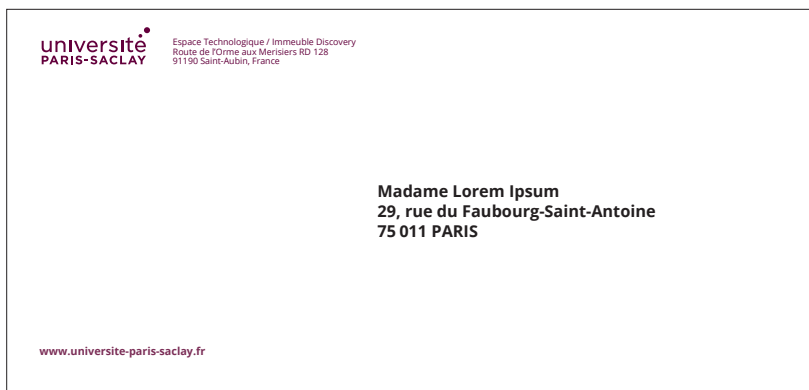 université
PARIS-SACLAY
Espace Technologique / Immeuble Discovery
Route de l'Orme aux Merisiers RD 128
91190 Saint-Aubin, France
Madame Lorem Ipsum
29, rue du Faubourg-Saint-Antoine
75 011 PARIS
www.universite-paris-saclay.fr